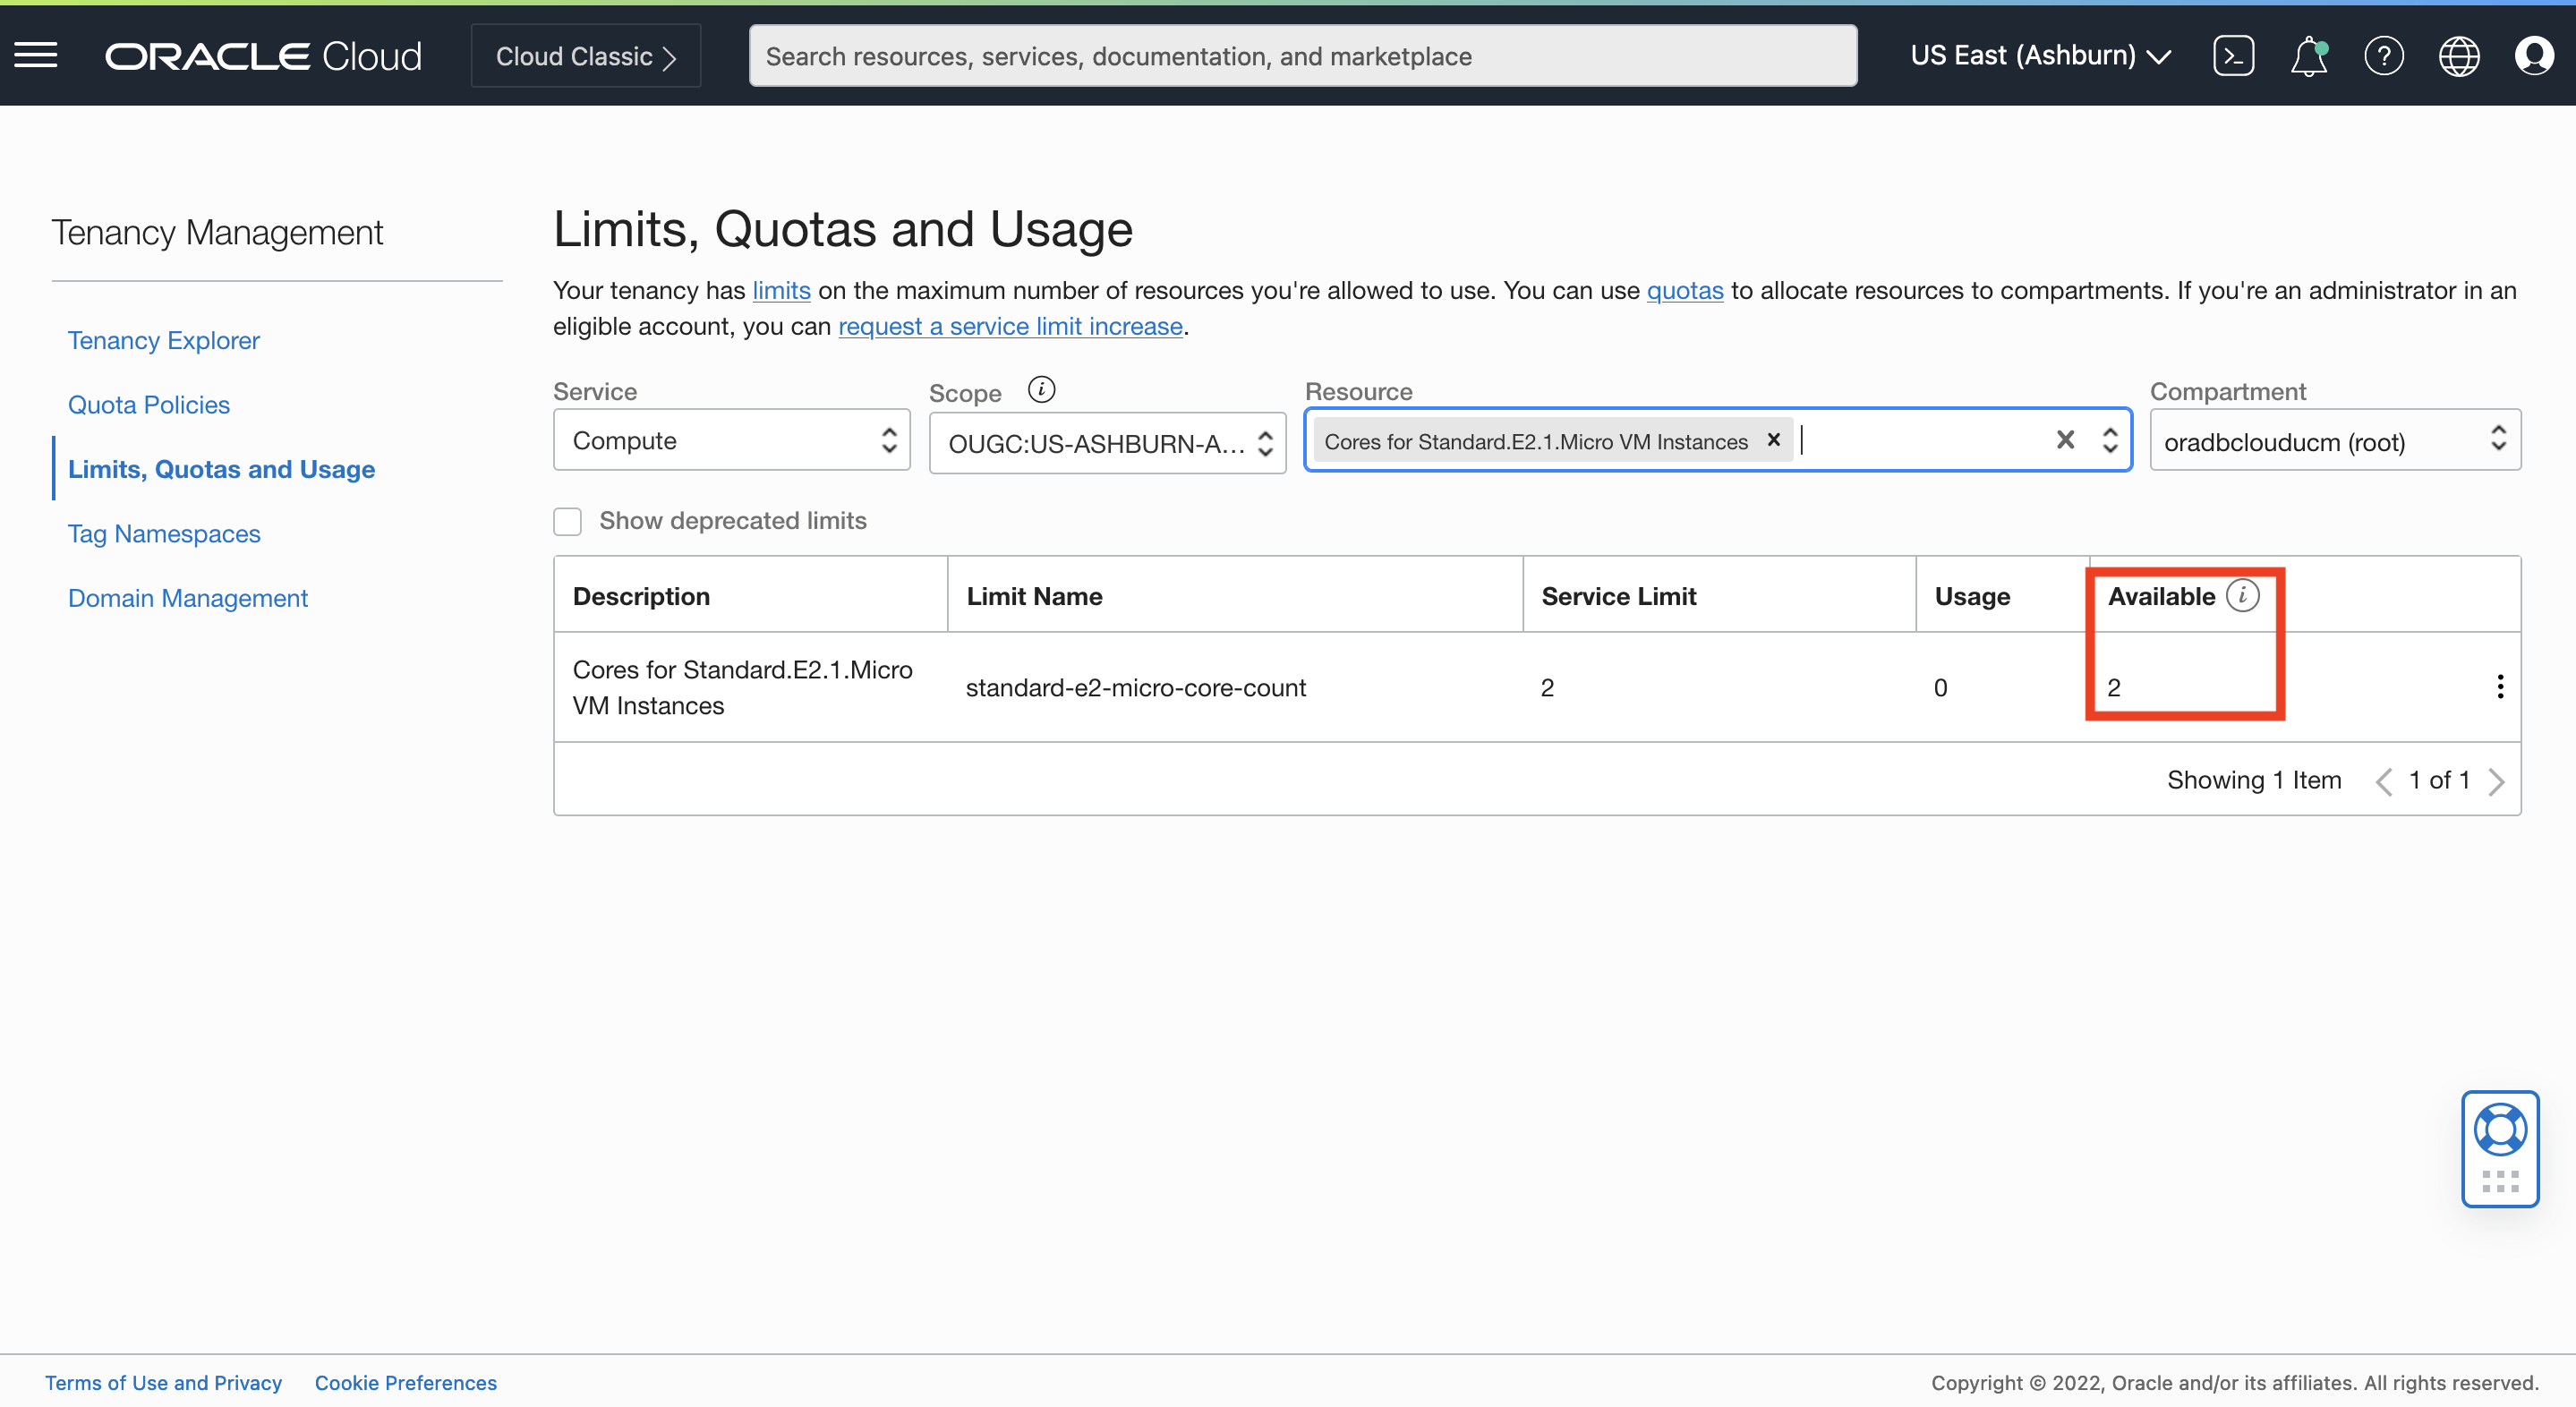 ORACLE Cloud
Cloud Classic
Search resources, services, documentation, and marketplace
US East (Ashburn)
Tenancy Management
Tenancy Explorer
Quota Policies
Limits, Quotas and Usage
Tag Namespaces
Domain Management
Limits, Quotas and Usage
Your tenancy has limits on the maximum number of resources you're allowed to use. You can use quotas to allocate resources to compartments. If you're an administrator in an
eligible account, you can request a service limit increase.
Service
Compute
Scope
OUGC:US-ASHBURN-A...
Resource
Cores for Standard.E2.1.Micro VM Instances
Compartment
oradbclouducm (root)
Show deprecated limits
Description Limit Name Service Limit Usage Available
Cores for Standard.E2.1.Micro
VM Instances
standard-e2-micro-core-count 2 0 2
Showing 1 Item 1 of 1
Terms of Use and Privacy Cookie Preferences
Copyright © 2022, Oracle and/or its affiliates. All rights reserved.